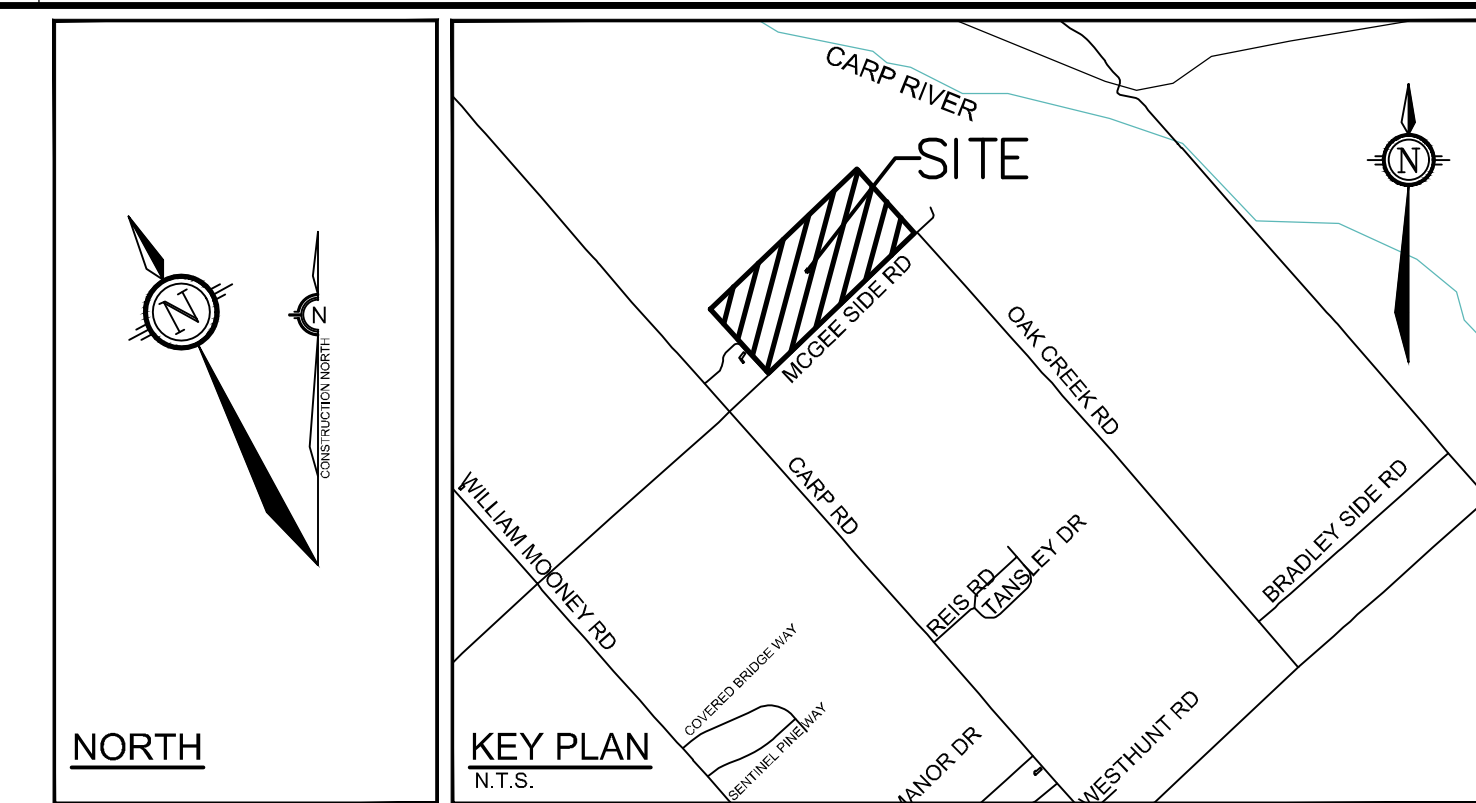 N
N
CONSTRUCTION NORTH
NORTH
CARP RIVER
SITE
N
MCGEE SIDE RD
OAK CREEK RD
CARP RD
WILLIAM MOONEY RD
BRADLEY SIDE RD
REIS RD
TANSLEY DR
COVERED BRIDGE WAY
SENTINEL PINE WAY
MANOR DR
WESTHUNT RD
KEY PLAN
N.T.S.